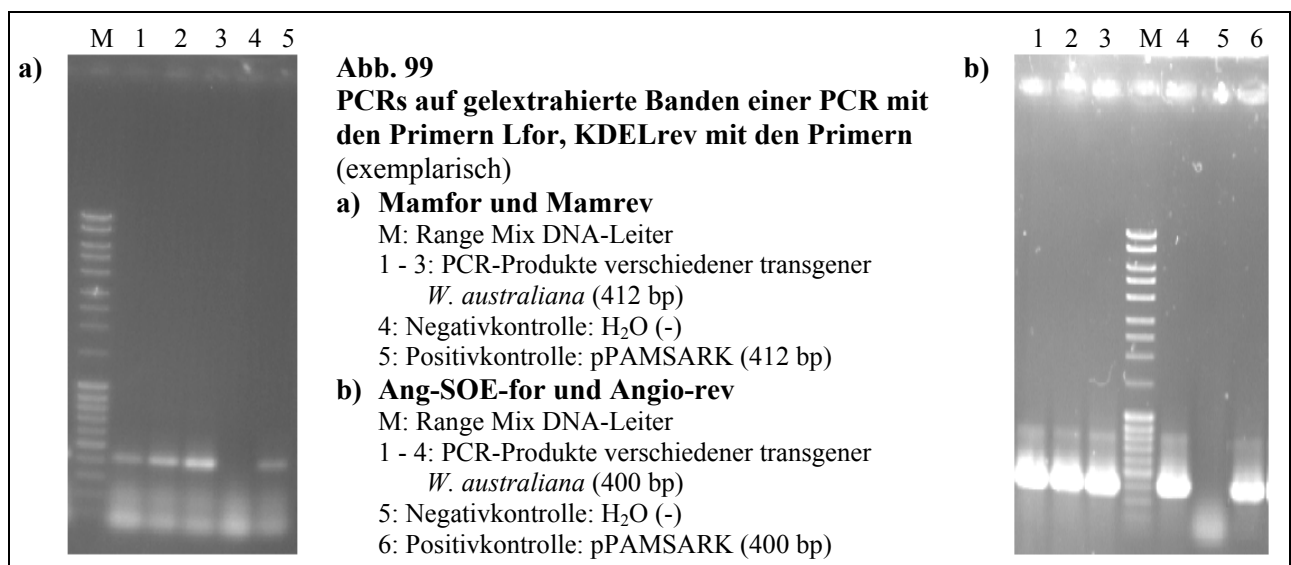 M 1 2 3 4 5
a)
Abb. 99
PCRs auf gelextrahierte Banden einer PCR mit
den Primern Lfor, KDELrev mit den Primern
(exemplarisch)
a) Mamfor und Mamrev
M: Range Mix DNA-Leiter
1 - 3: PCR-Produkte verschiedener transgener
W. australiana (412 bp)
4: Negativkontrolle: H₂O (-)
5: Positivkontrolle: pPAMSARK (412 bp)
b) Ang-SOE-for und Angio-rev
M: Range Mix DNA-Leiter
1 - 4: PCR-Produkte verschiedener transgener
W. australiana (400 bp)
5: Negativkontrolle: H₂O (-)
6: Positivkontrolle: pPAMSARK (400 bp)
b)
1 2 3 M 4 5 6